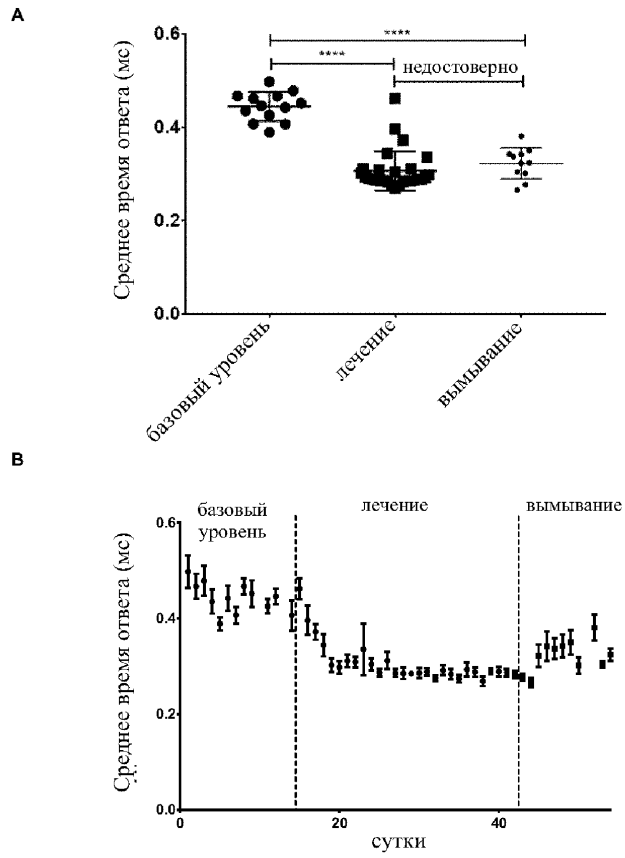 A
0.6
0.4
0.2
0.0
Среднее время ответа (мс)
****
****
недостоверно
базовый уровень
лечение
вымывание
B
0.6
0.4
0.2
0.0
Среднее время ответа (мс)
базовый
уровень
лечение
вымывание
0
20
40
сутки